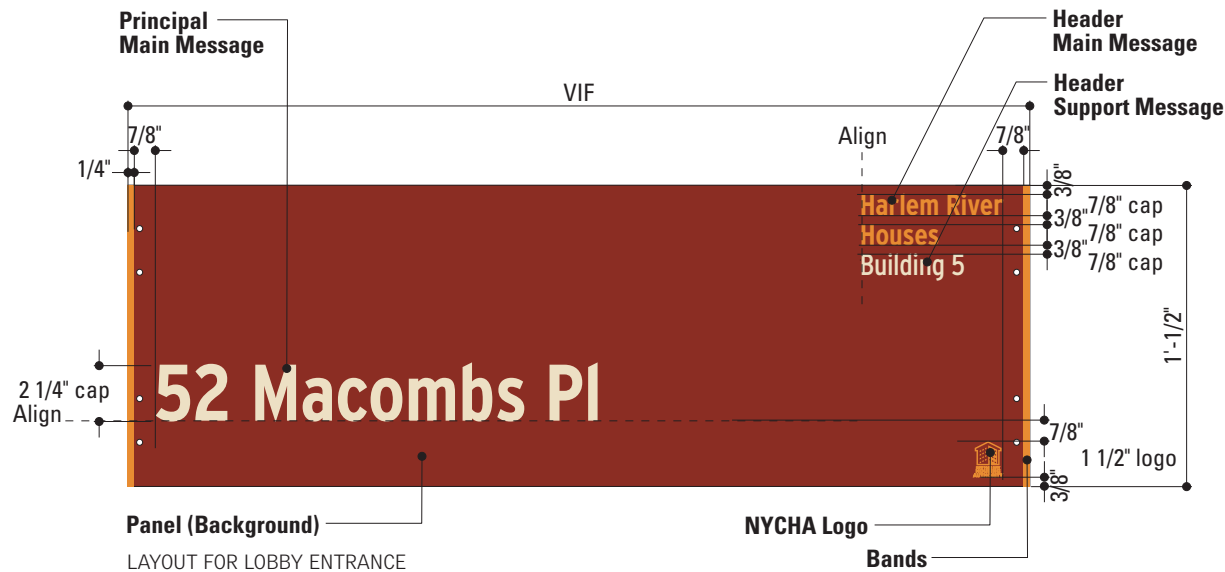 Principal
Main Message
Header
Main Message
Header
Support Message
VIF
7/8"
Align
7/8"
1/4"
3/8"
Harlem River
7/8" cap
3/8"
Houses
7/8" cap
3/8"
Building 5
7/8" cap
1'-1/2"
2 1/4" cap
Align
52 Macombs Pl
7/8"
1 1/2" logo
3/8"
Panel (Background)
NYCHA Logo
LAYOUT FOR LOBBY ENTRANCE
Bands